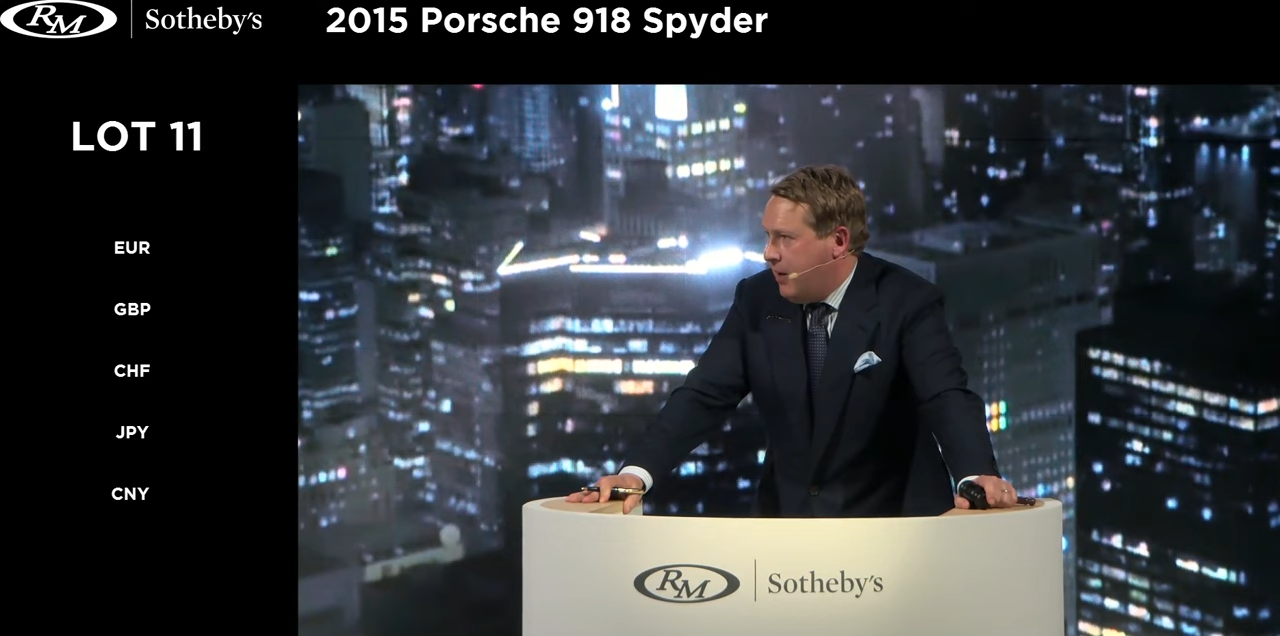 RM Sotheby's
2015 Porsche 918 Spyder
LOT 11
EUR
GBP
CHF
JPY
CNY
RM Sotheby's